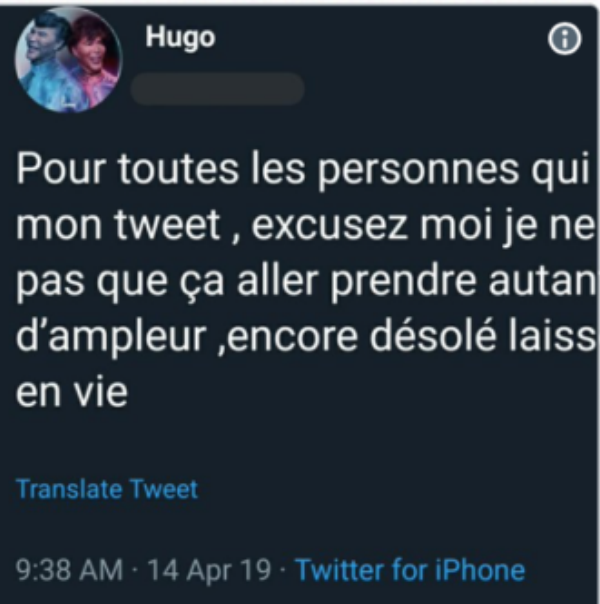 Hugo
Pour toutes les personnes qui
mon tweet , excusez moi je ne
pas que ça aller prendre autan
d'ampleur ,encore désolé laiss
en vie
Translate Tweet
9:38 AM · 14 Apr 19 · Twitter for iPhone